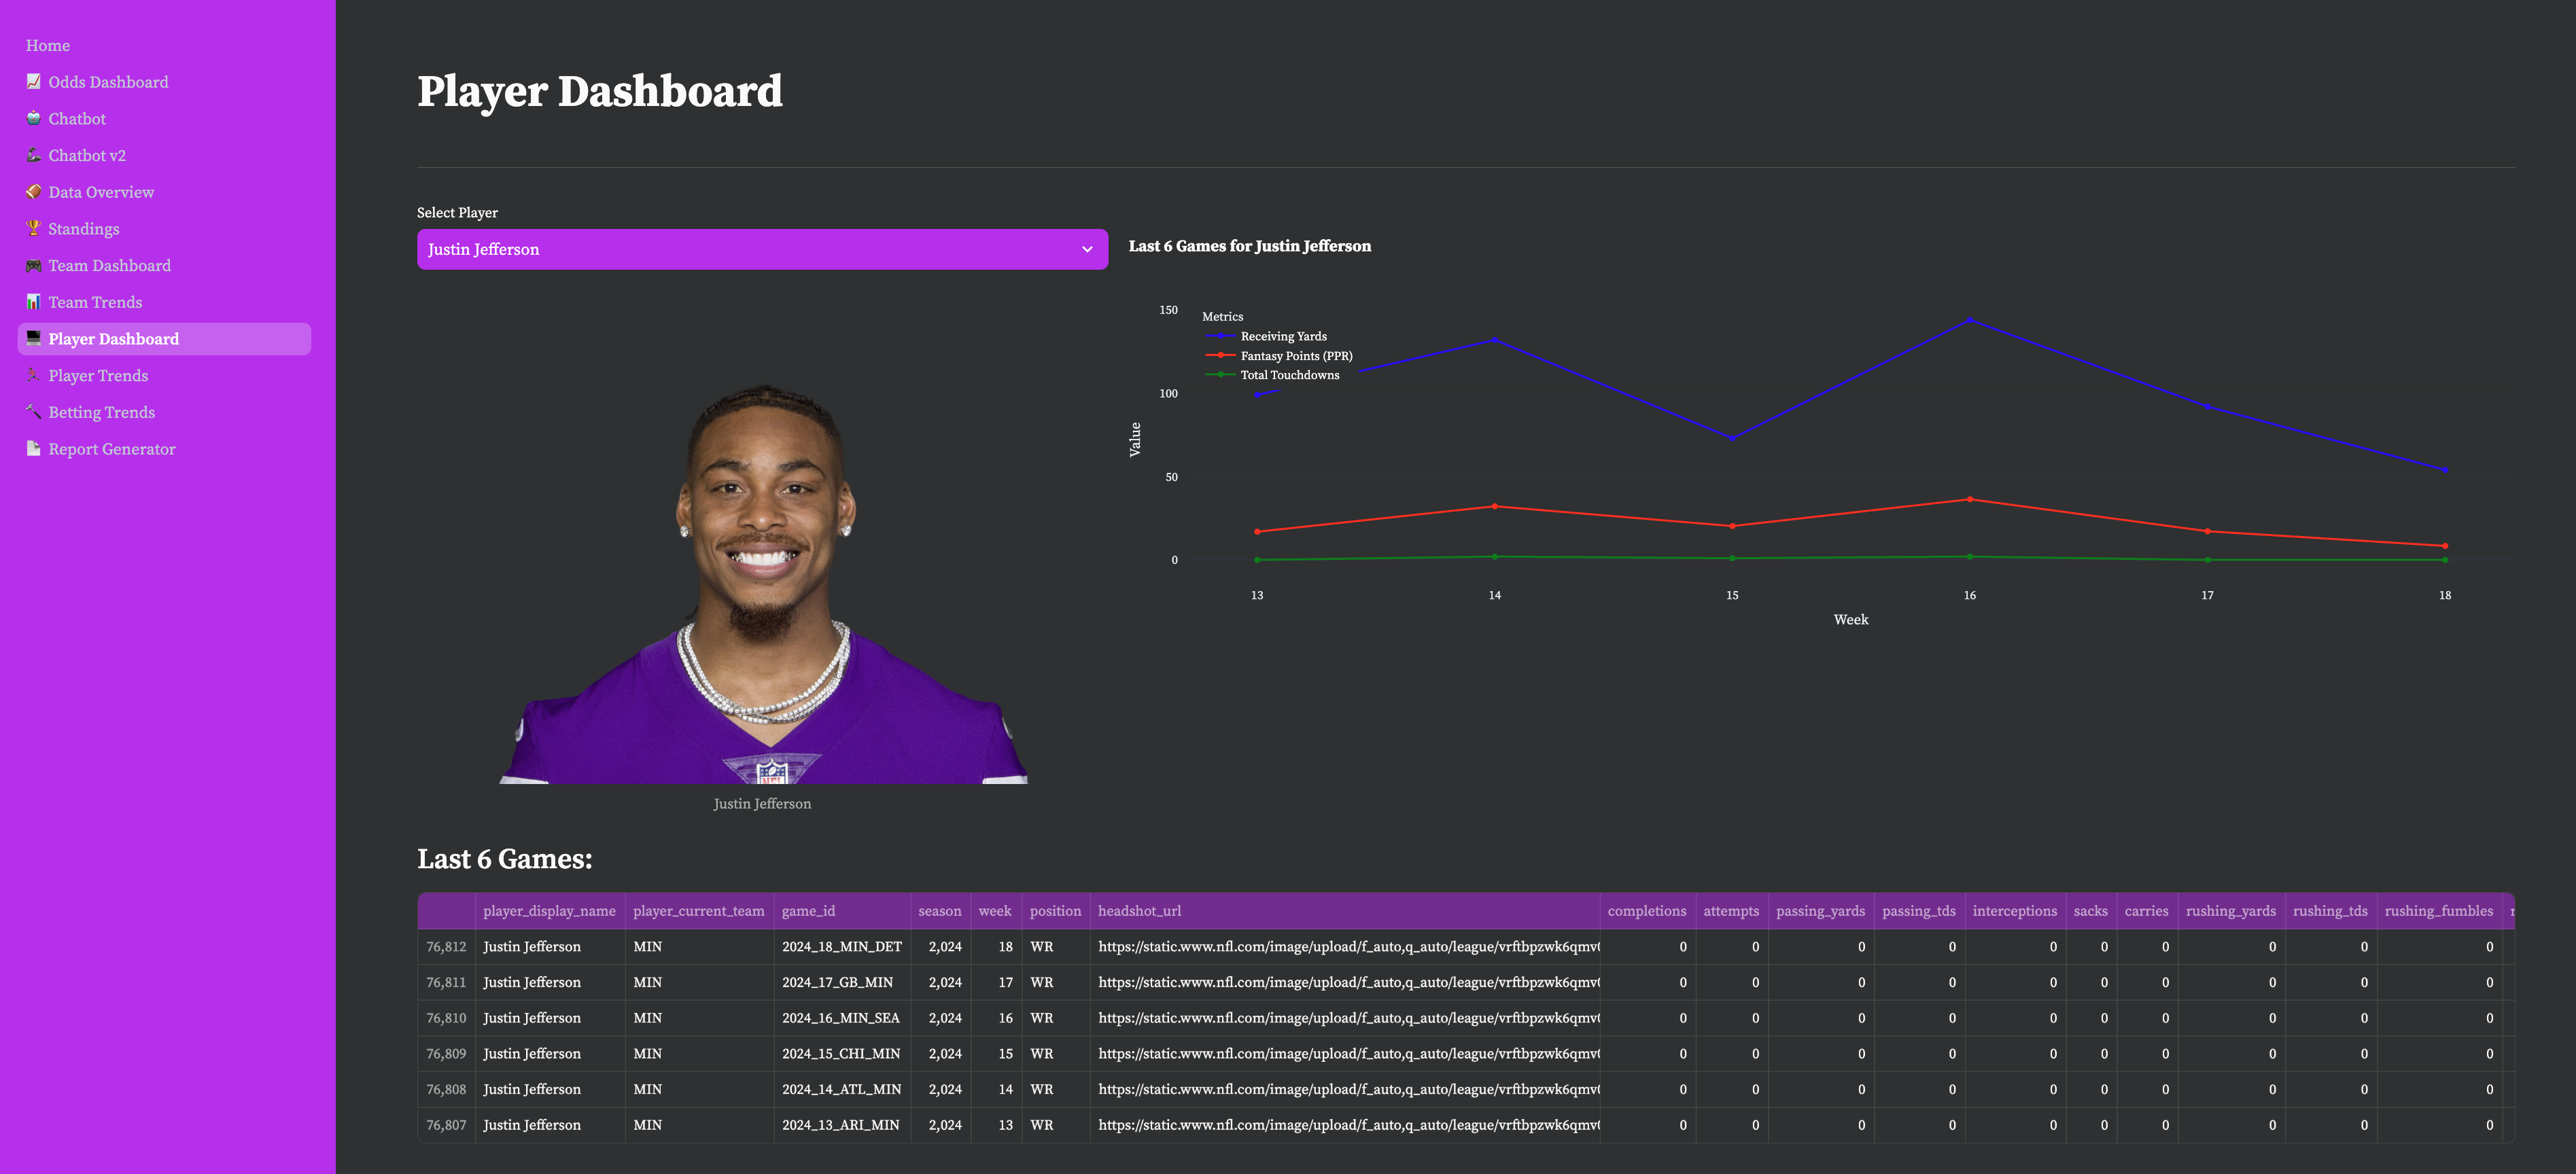 Home
Odds Dashboard
Chatbot
Chatbot v2
Data Overview
Standings
Team Dashboard
Team Trends
Player Dashboard
Player Trends
Betting Trends
Report Generator
Player Dashboard
Select Player
Justin Jefferson
Last 6 Games for Justin Jefferson
Metrics
Receiving Yards
Fantasy Points (PPR)
Total Touchdowns
150
100
50
0
Value
13 14 15 16 17 18
Week
NFL
Justin Jefferson
Last 6 Games:
player_display_name player_current_team game_id season week position headshot_url completions attempts passing_yards passing_tds interceptions sacks carries rushing_yards rushing_tds rushing_fumbles
76,812 Justin Jefferson MIN 2024_18_MIN_DET 2,024 18 WR https://static.www.nfl.com/image/upload/f_auto,q_auto/league/vrftbpzwk6qmv 0 0 0 0 0 0 0 0 0 0
76,811 Justin Jefferson MIN 2024_17_GB_MIN 2,024 17 WR https://static.www.nfl.com/image/upload/f_auto,q_auto/league/vrftbpzwk6qmv 0 0 0 0 0 0 0 0 0 0
76,810 Justin Jefferson MIN 2024_16_MIN_SEA 2,024 16 WR https://static.www.nfl.com/image/upload/f_auto,q_auto/league/vrftbpzwk6qmv 0 0 0 0 0 0 0 0 0 0
76,809 Justin Jefferson MIN 2024_15_CHI_MIN 2,024 15 WR https://static.www.nfl.com/image/upload/f_auto,q_auto/league/vrftbpzwk6qmv 0 0 0 0 0 0 0 0 0 0
76,808 Justin Jefferson MIN 2024_14_ATL_MIN 2,024 14 WR https://static.www.nfl.com/image/upload/f_auto,q_auto/league/vrftbpzwk6qmv 0 0 0 0 0 0 0 0 0 0
76,807 Justin Jefferson MIN 2024_13_ARI_MIN 2,024 13 WR https://static.www.nfl.com/image/upload/f_auto,q_auto/league/vrftbpzwk6qmv 0 0 0 0 0 0 0 0 0 0